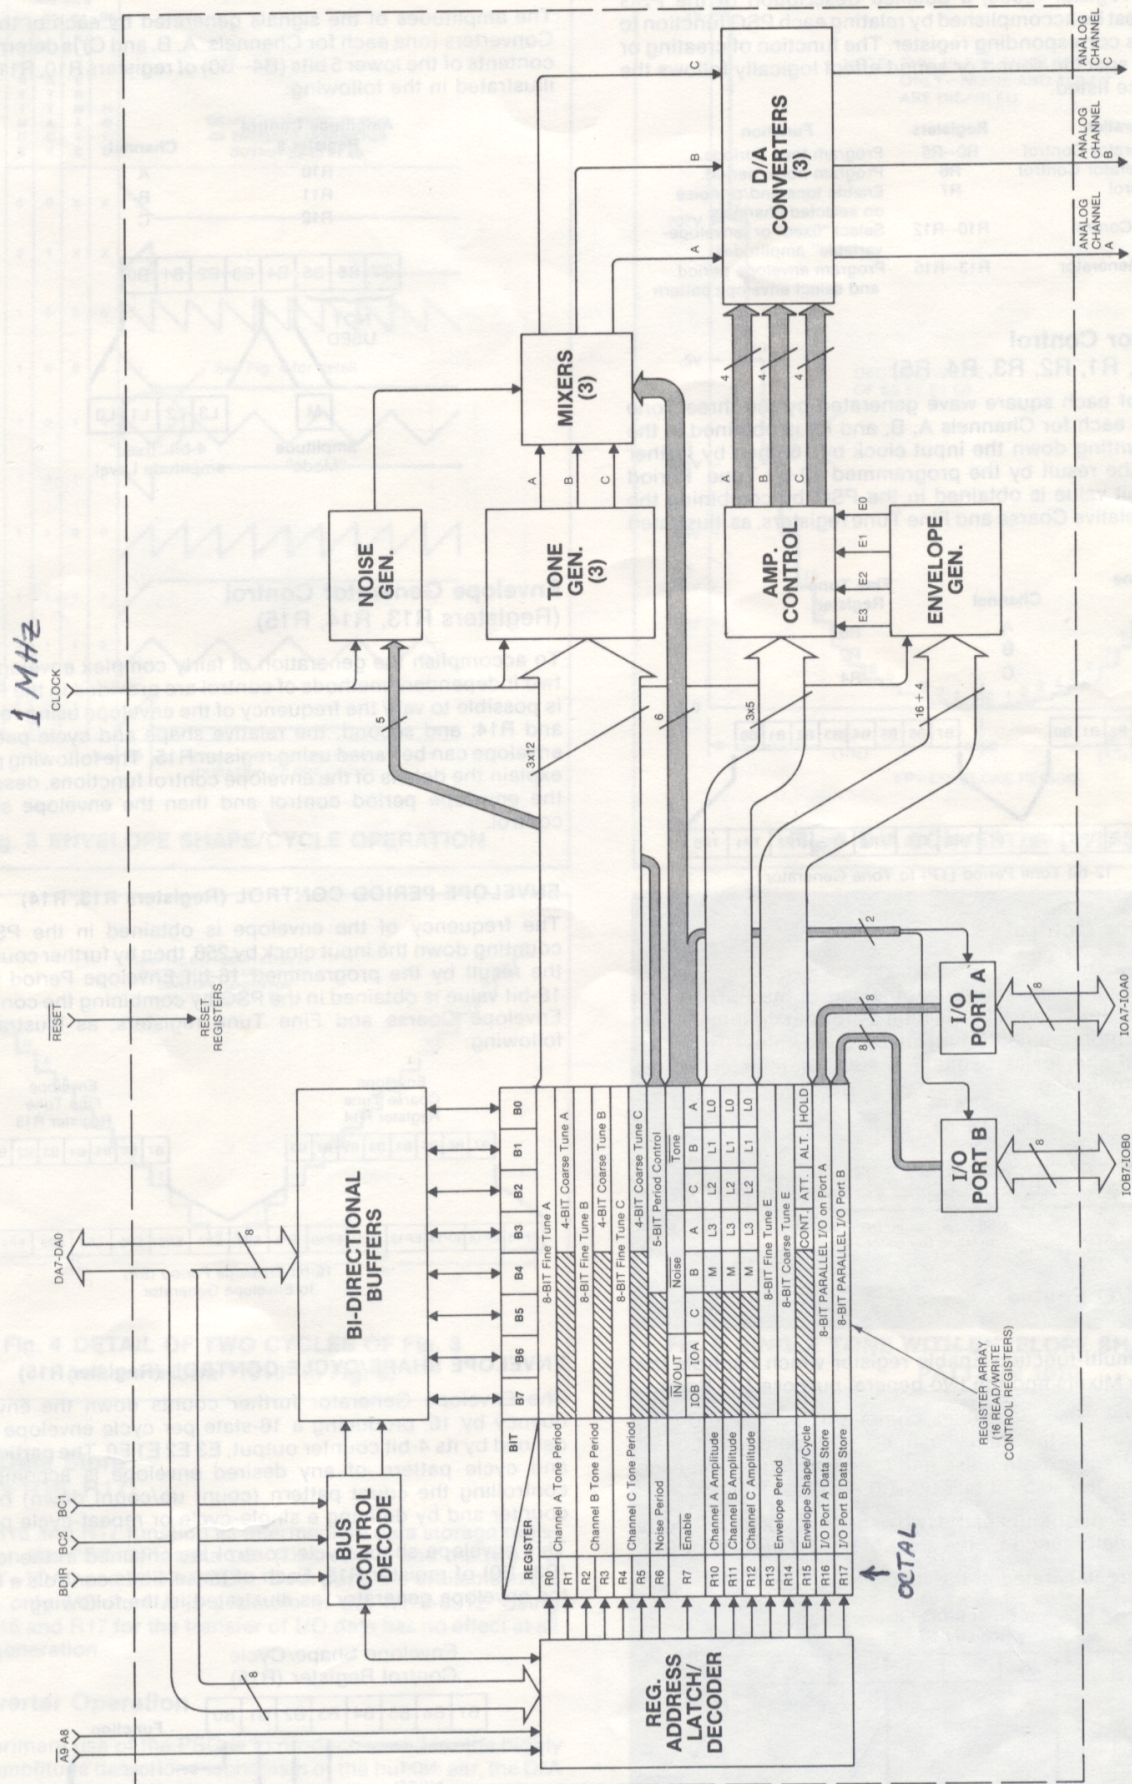 1 MHz
CLOCK
RESET
RESET
REGISTERS
DA7-DA0
8
BDIR
BC2
BC1
A9 A8
8
BUS
CONTROL
DECODE
BI-DIRECTIONAL
BUFFERS
REG.
ADDRESS
LATCH/
DECODER
REGISTER
BIT
B7
B6
B5
B4
B3
B2
B1
B0
R0
Channel A Tone Period
8-BIT Fine Tune A
R1
4-BIT Coarse Tune A
R2
Channel B Tone Period
8-BIT Fine Tune B
R3
4-BIT Coarse Tune B
R4
Channel C Tone Period
8-BIT Fine Tune C
R5
4-BIT Coarse Tune C
R6
Noise Period
5-BIT Period Control
R7
Enable
IN/OUT
Noise
Tone
IOB
IOA
C
B
A
C
B
A
R10
Channel A Amplitude
M
L3
L2
L1
L0
R11
Channel B Amplitude
M
L3
L2
L1
L0
R12
Channel C Amplitude
M
L3
L2
L1
L0
R13
Envelope Period
8-BIT Fine Tune E
R14
8-BIT Coarse Tune E
R15
Envelope Shape/Cycle
CONT.
ATT.
ALT.
HOLD
R16
I/O Port A Data Store
8-BIT PARALLEL I/O on Port A
R17
I/O Port B Data Store
8-BIT PARALLEL I/O Port B
OCTAL
REGISTER ARRAY
(16 READ/WRITE
CONTROL REGISTERS)
NOISE
GEN.
5
TONE
GEN.
(3)
3x12
6
A
B
C
MIXERS
(3)
AMP.
CONTROL
3x5
E3
E2
E1
E0
ENVELOPE
GEN.
16 + 4
A
B
C
4
4
4
D/A
CONVERTERS
(3)
C
B
A
ANALOG
CHANNEL
C
ANALOG
CHANNEL
B
ANALOG
CHANNEL
A
2
8
8
I/O
PORT A
8
IOA7-IOA0
I/O
PORT B
8
IOB7-IOB0